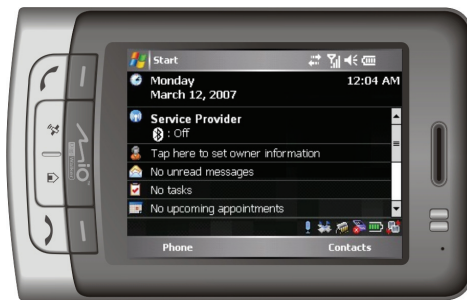 Start
Monday 12:04 AM
March 12, 2007
Service Provider
: Off
Tap here to set owner information
No unread messages
No tasks
No upcoming appointments
Phone Contacts
Mio